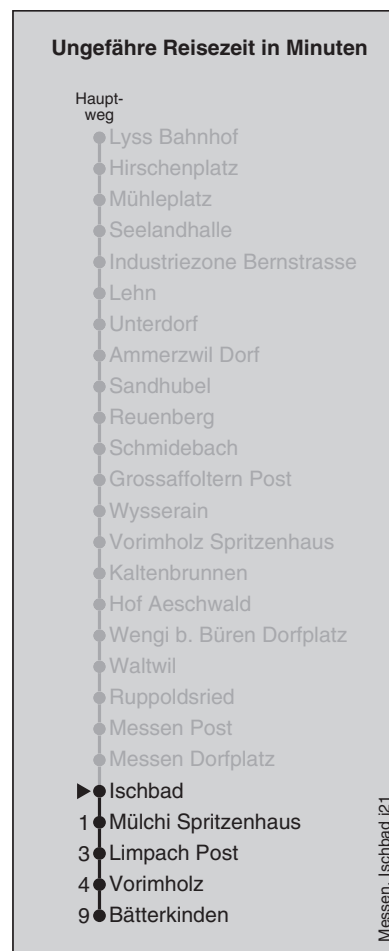 Ungefähre Reisezeit in Minuten
Haupt-
weg
Lyss Bahnhof
Hirschenplatz
Mühleplatz
Seelandhalle
Industriezone Bernstrasse
Lehn
Unterdorf
Ammerzwil Dorf
Sandhubel
Reuenberg
Schmidebach
Grossaffoltern Post
Wysserain
Vorimholz Spritzenhaus
Kaltenbrunnen
Hof Aeschwald
Wengi b. Büren Dorfplatz
Waltwil
Ruppoldsried
Messen Post
Messen Dorfplatz
Ischbad
1 Mülchi Spritzenhaus
3 Limpach Post
4 Vorimholz
9 Bätterkinden
Messen, Ischbad j21